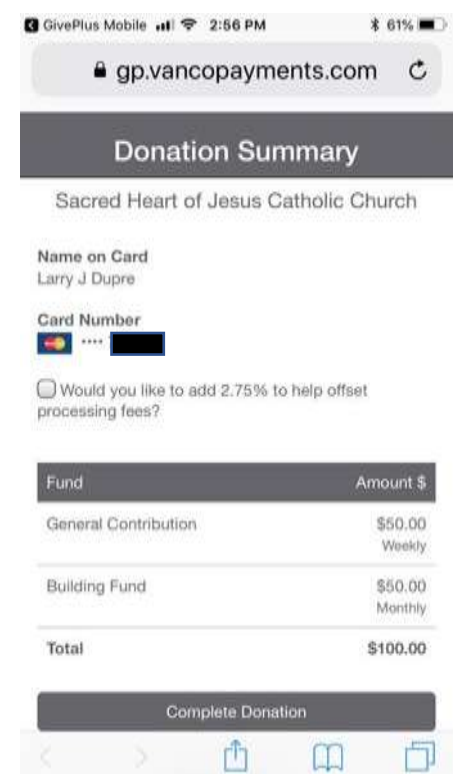 GivePlus Mobile 2:56 PM 61%
gp.vancopayments.com
Donation Summary
Sacred Heart of Jesus Catholic Church
Name on Card
Larry J Dupre
Card Number
••••
Would you like to add 2.75% to help offset
processing fees?
Fund Amount $
General Contribution $50.00
Weekly
Building Fund $50.00
Monthly
Total $100.00
Complete Donation